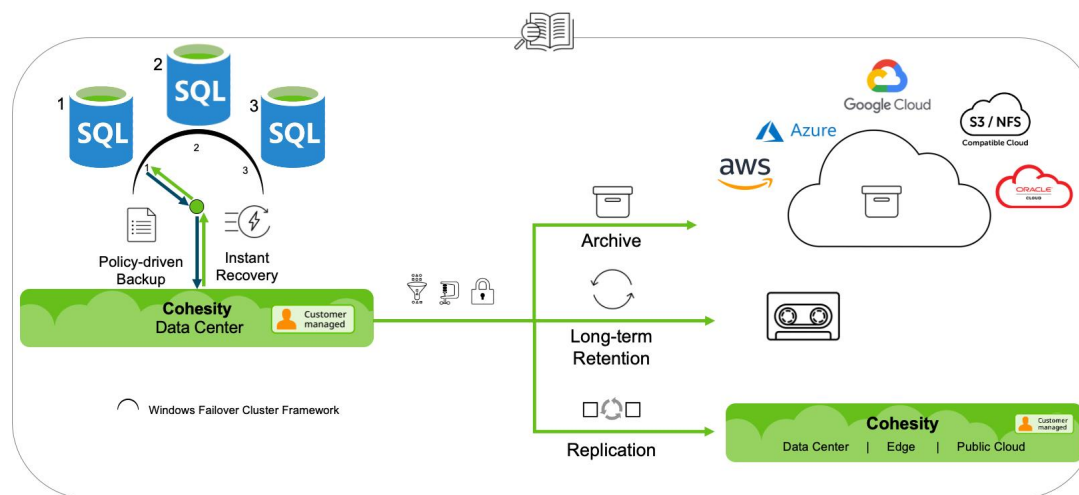 2
1
3
SQL
SQL
SQL
1
2
3
Policy-driven
Backup
Instant
Recovery
Cohesity
Data Center
Customer
managed
Windows Failover Cluster Framework
Archive
Long-term
Retention
Replication
Google Cloud
Azure
aws
S3 / NFS
Compatible Cloud
ORACLE
CLOUD
Cohesity
Data Center | Edge | Public Cloud
Customer
managed